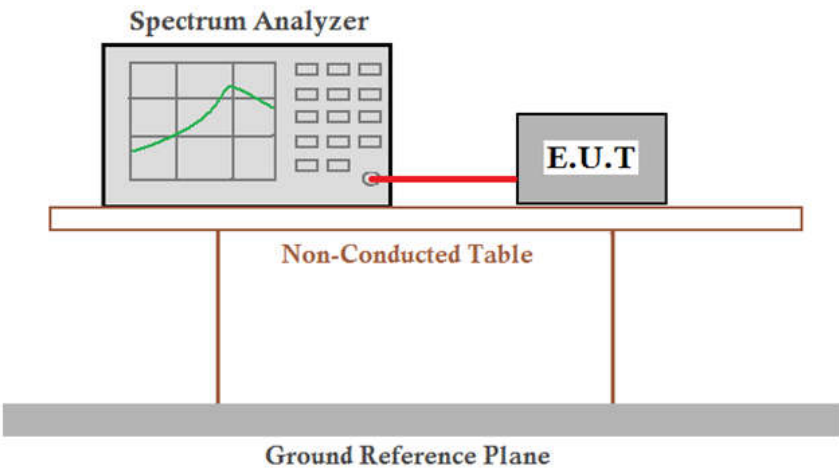 Spectrum Analyzer
E.U.T
Non-Conducted Table
Ground Reference Plane